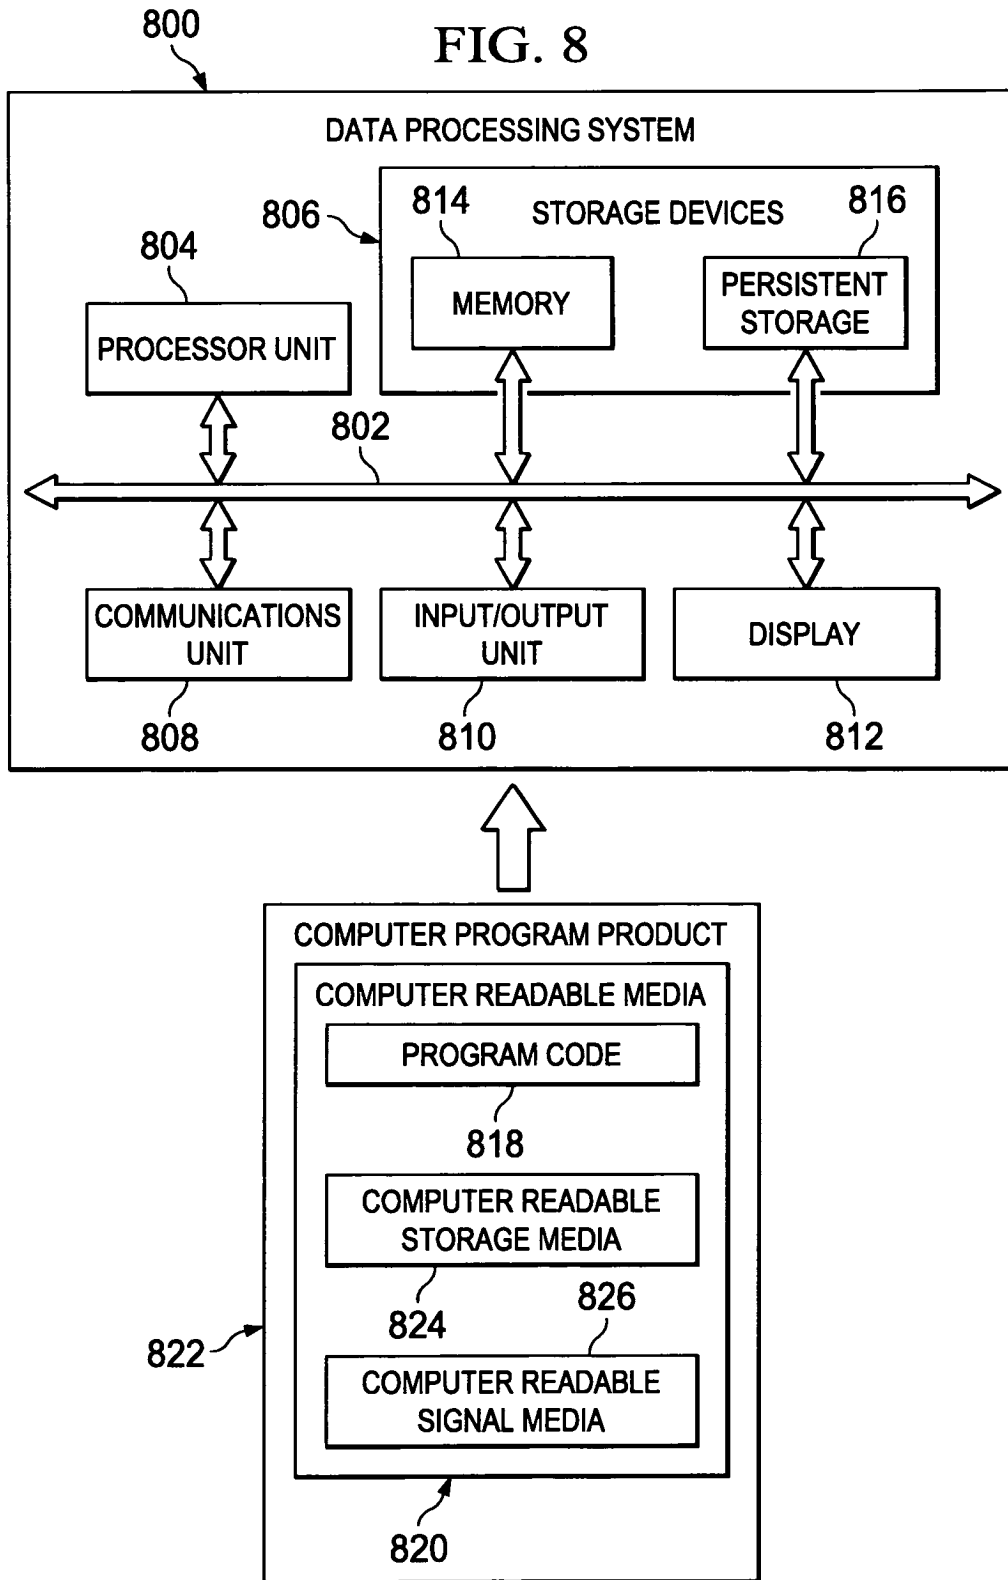 FIG. 8
800
DATA PROCESSING SYSTEM
806
STORAGE DEVICES
814
816
804
MEMORY
PERSISTENT
STORAGE
PROCESSOR UNIT
802
COMMUNICATIONS
UNIT
INPUT/OUTPUT
UNIT
DISPLAY
808
810
812
COMPUTER PROGRAM PRODUCT
COMPUTER READABLE MEDIA
PROGRAM CODE
818
COMPUTER READABLE
STORAGE MEDIA
824
826
822
COMPUTER READABLE
SIGNAL MEDIA
820